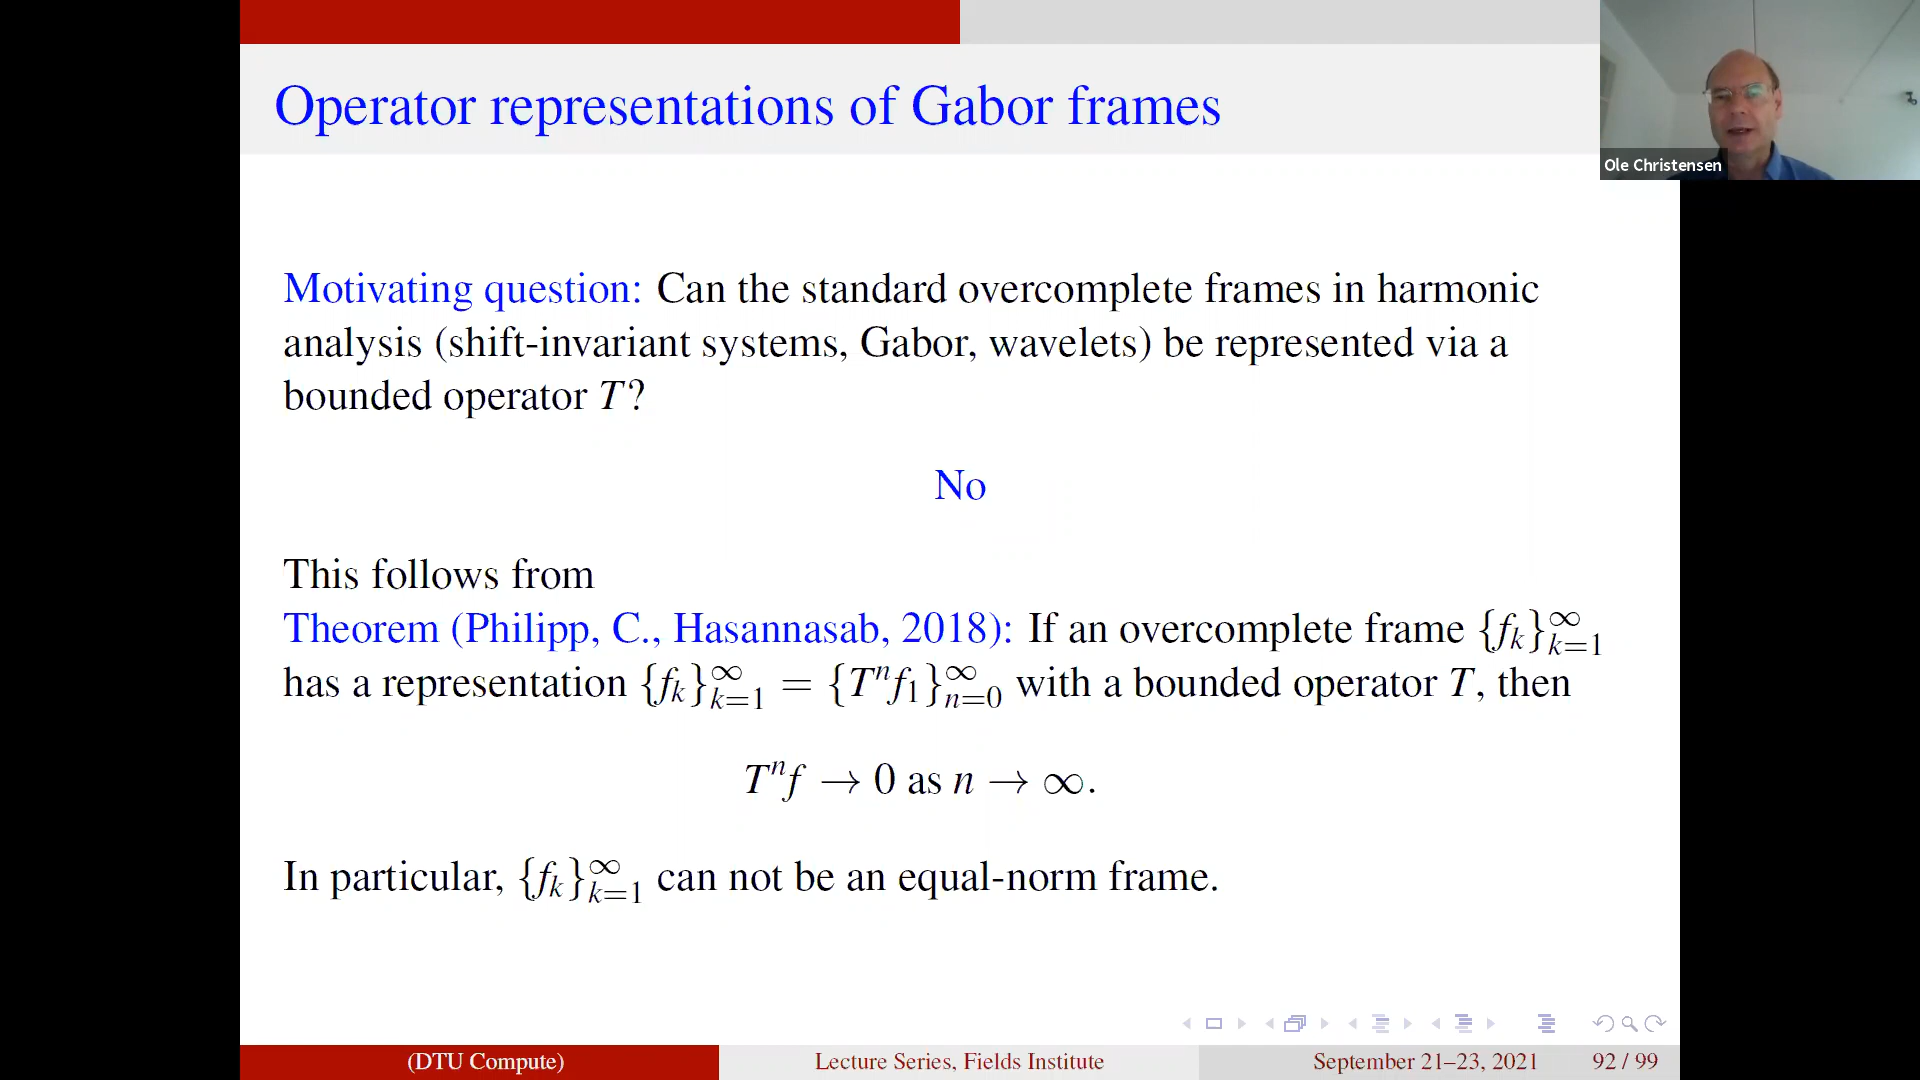 Operator representations of Gabor frames
Ole Christensen
Motivating question: Can the standard overcomplete frames in harmonic
analysis (shift-invariant systems, Gabor, wavelets) be represented via a
bounded operator T?
No
This follows from
Theorem (Philipp, C., Hasannasab, 2018): If an overcomplete frame {f_k}_{k=1}^∞
has a representation {f_k}_{k=1}^∞ = {T^n f_1}_{n=0}^∞ with a bounded operator T, then
T^n f → 0 as n → ∞.
In particular, {f_k}_{k=1}^∞ can not be an equal-norm frame.
(DTU Compute) Lecture Series, Fields Institute September 21–23, 2021 92 / 99